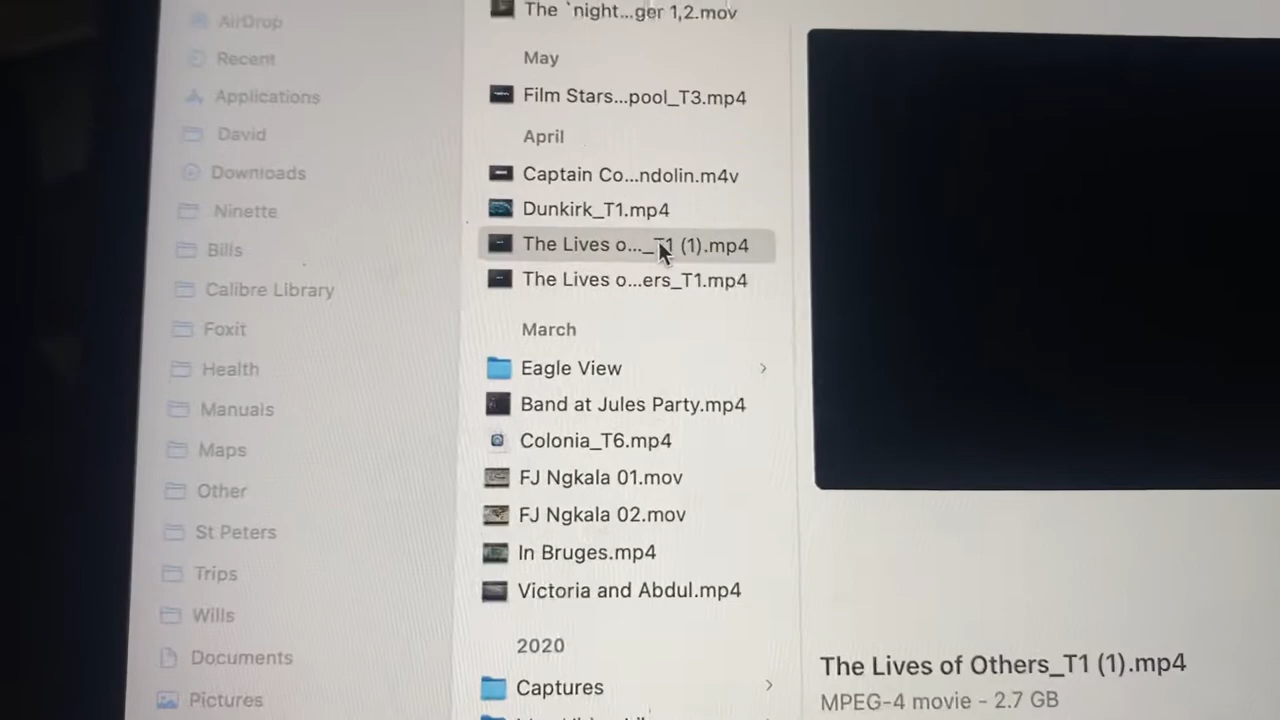 AirDrop
Recent
Applications
David
Downloads
Ninette
Bills
Calibre Library
Foxit
Health
Manuals
Maps
Other
St Peters
Trips
Wills
Documents
Pictures
The `night...ger 1,2.mov
May
Film Stars...pool_T3.mp4
April
Captain Co...ndolin.m4v
Dunkirk_T1.mp4
The Lives o..._T1 (1).mp4
The Lives o...ers_T1.mp4
March
Eagle View
Band at Jules Party.mp4
Colonia_T6.mp4
FJ Ngkala 01.mov
FJ Ngkala 02.mov
In Bruges.mp4
Victoria and Abdul.mp4
2020
Captures
The Lives of Others_T1 (1).mp4
MPEG-4 movie - 2.7 GB